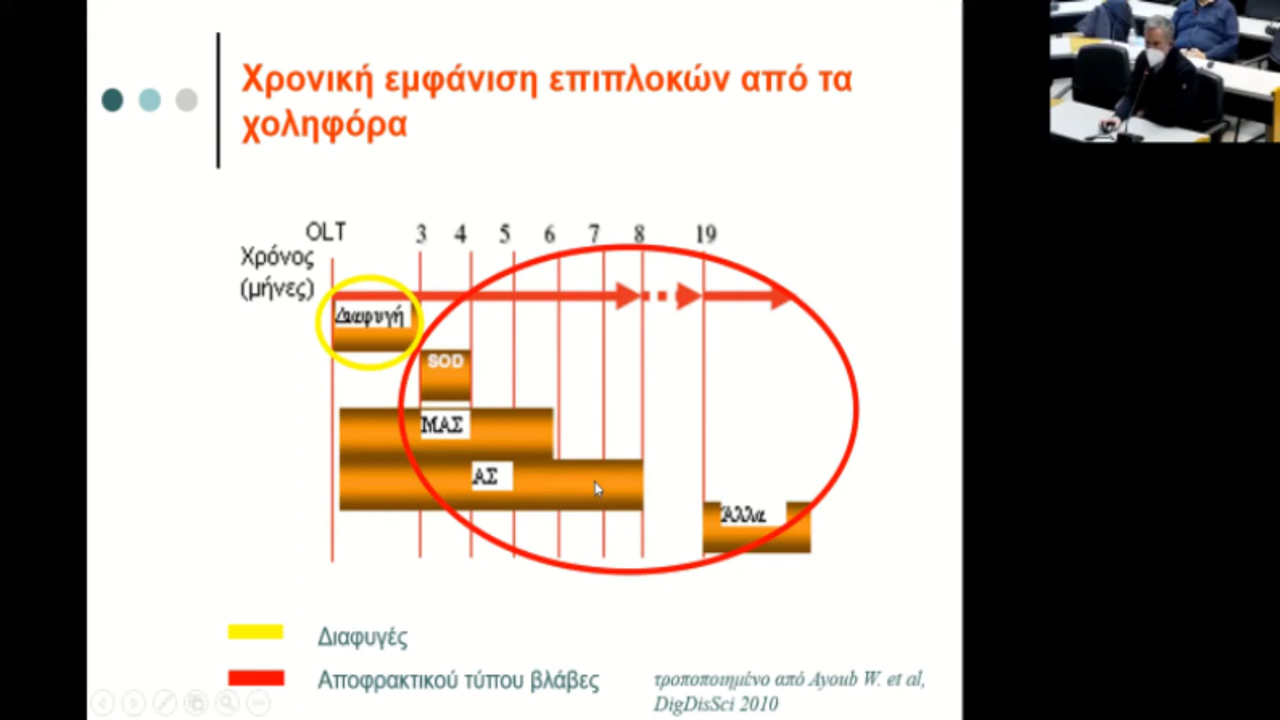 Χρονική εμφάνιση επιπλοκών από τα
χοληφόρα
OLT 3 4 5 6 7 8 19
Χρόνος
(μήνες)
Διαφυγή
SOD
ΜΑΣ
ΑΣ
Άλλα
Διαφυγές
Αποφρακτικού τύπου βλάβες
τροποποιημένο από Ayoub W. et al,
DigDisSci 2010